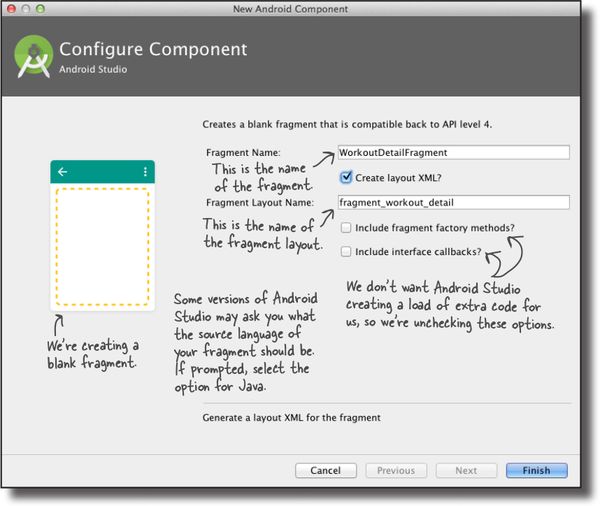 New Android Component
Configure Component
Android Studio
Creates a blank fragment that is compatible back to API level 4.
Fragment Name:
WorkoutDetailFragment
This is the name
of the fragment.
Create layout XML?
Fragment Layout Name:
fragment_workout_detail
This is the name of
the fragment layout.
Include fragment factory methods?
Include interface callbacks?
We don't want Android Studio
creating a load of extra code for
us, so we're unchecking these options.
Some versions of Android
Studio may ask you what
the source language of
your fragment should be.
If prompted, select the
option for Java.
We're creating a
blank fragment.
Generate a layout XML for the fragment
Cancel
Previous
Next
Finish